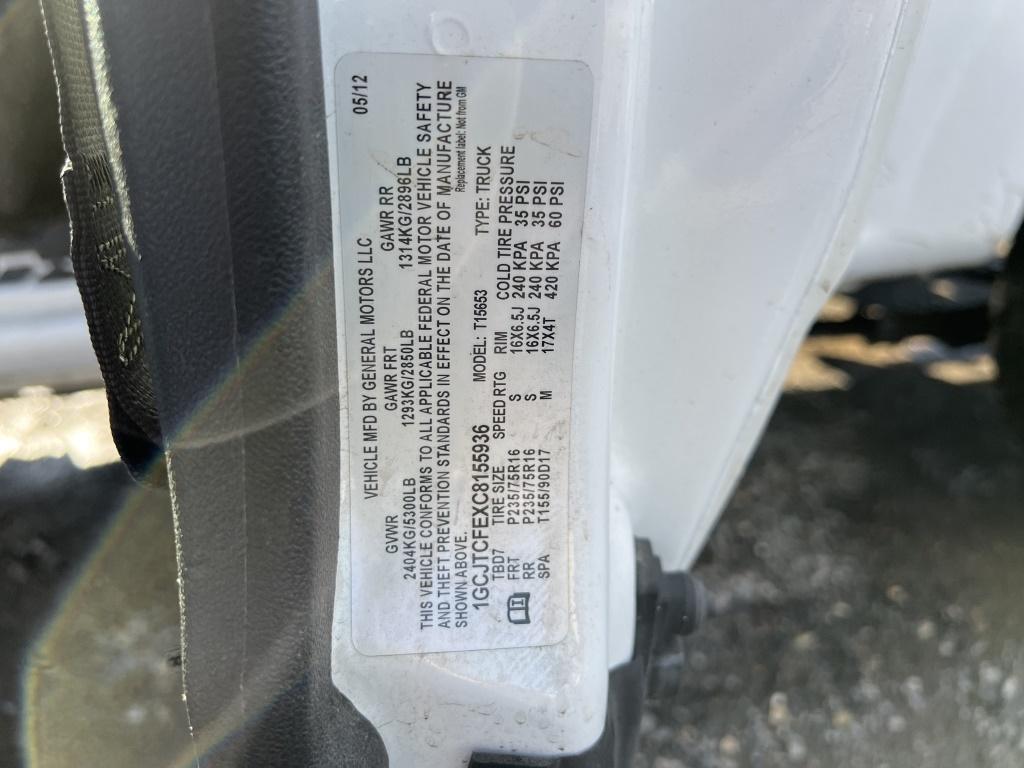 05/12
VEHICLE MFD BY GENERAL MOTORS LLC
GVWR GAWR FRT GAWR RR
2404KG/5300LB 1293KG/2850LB 1314KG/2896LB
THIS VEHICLE CONFORMS TO ALL APPLICABLE FEDERAL MOTOR VEHICLE SAFETY
AND THEFT PREVENTION STANDARDS IN EFFECT ON THE DATE OF MANUFACTURE
SHOWN ABOVE. Replacement label: Not from GM
1GCJTCFEXC8155936 MODEL: T15653 TYPE: TRUCK
TBD7 TIRE SIZE SPEED RTG RIM COLD TIRE PRESSURE
FRT P235/75R16 S 16X6.5J 240 KPA 35 PSI
RR P235/75R16 S 16X6.5J 240 KPA 35 PSI
SPA T155/90D17 M 17X4T 420 KPA 60 PSI